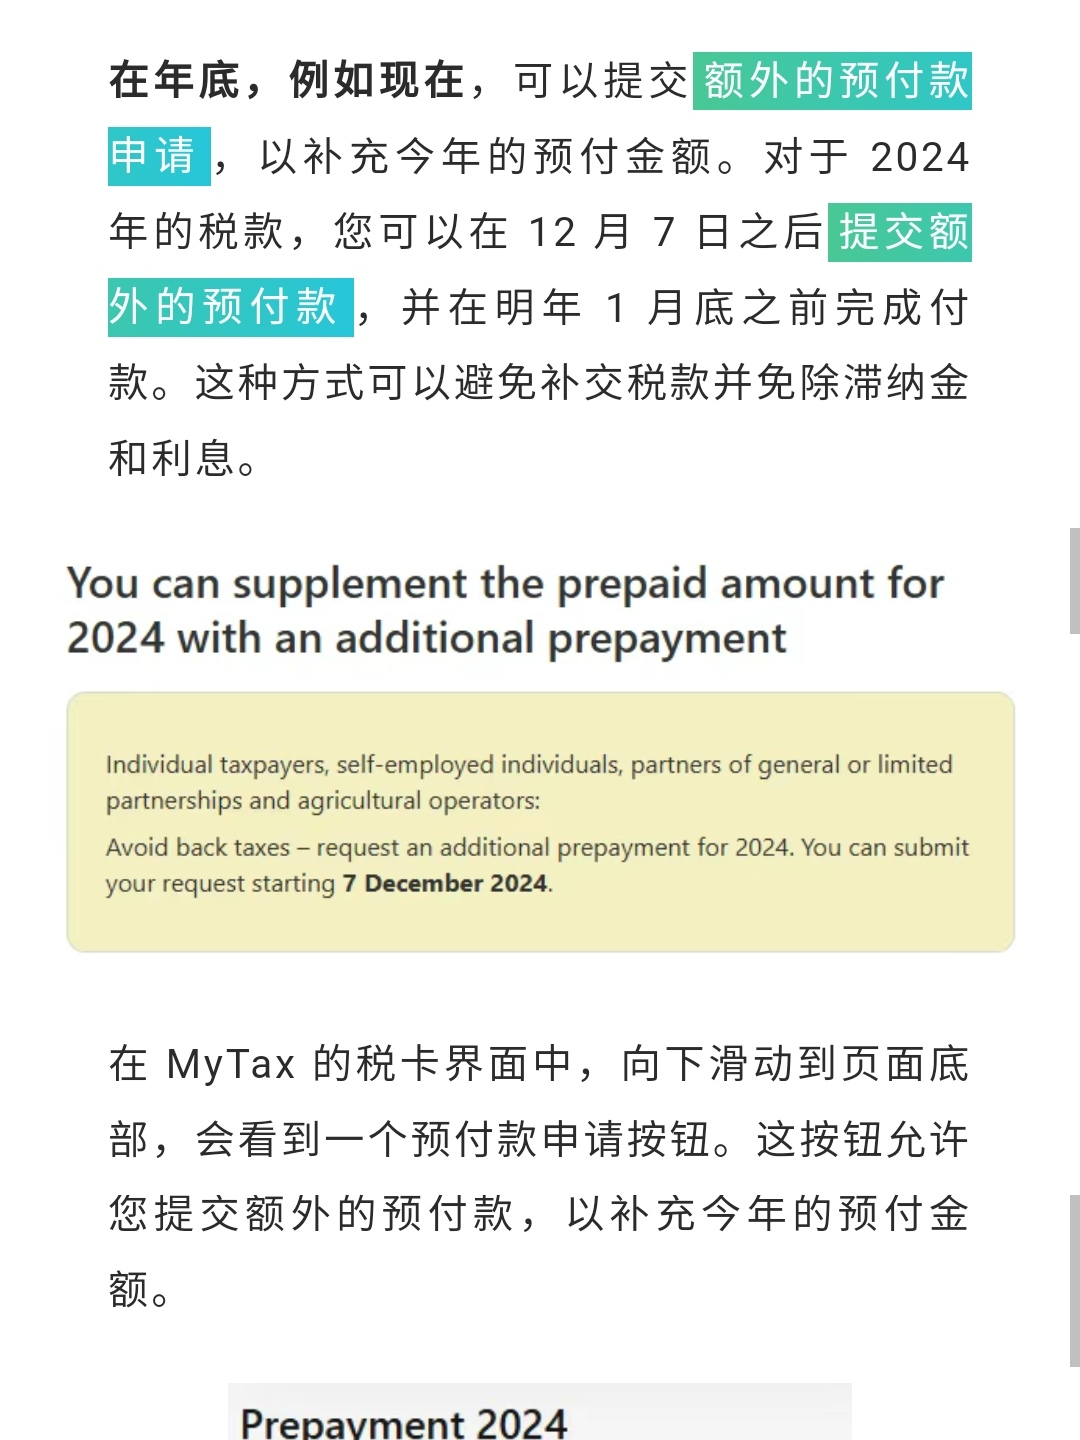 在年底，例如现在，可以提交额外的预付款
申请，以补充今年的预付金额。对于 2024
年的税款，您可以在 12 月 7 日之后提交额
外的预付款，并在明年 1 月底之前完成付
款。这种方式可以避免补交税款并免除滞纳金
和利息。
You can supplement the prepaid amount for
2024 with an additional prepayment
Individual taxpayers, self-employed individuals, partners of general or limited
partnerships and agricultural operators:
Avoid back taxes – request an additional prepayment for 2024. You can submit
your request starting 7 December 2024.
在 MyTax 的税卡界面中，向下滑动到页面底
部，会看到一个预付款申请按钮。这按钮允许
您提交额外的预付款，以补充今年的预付金
额。
Prepayment 2024